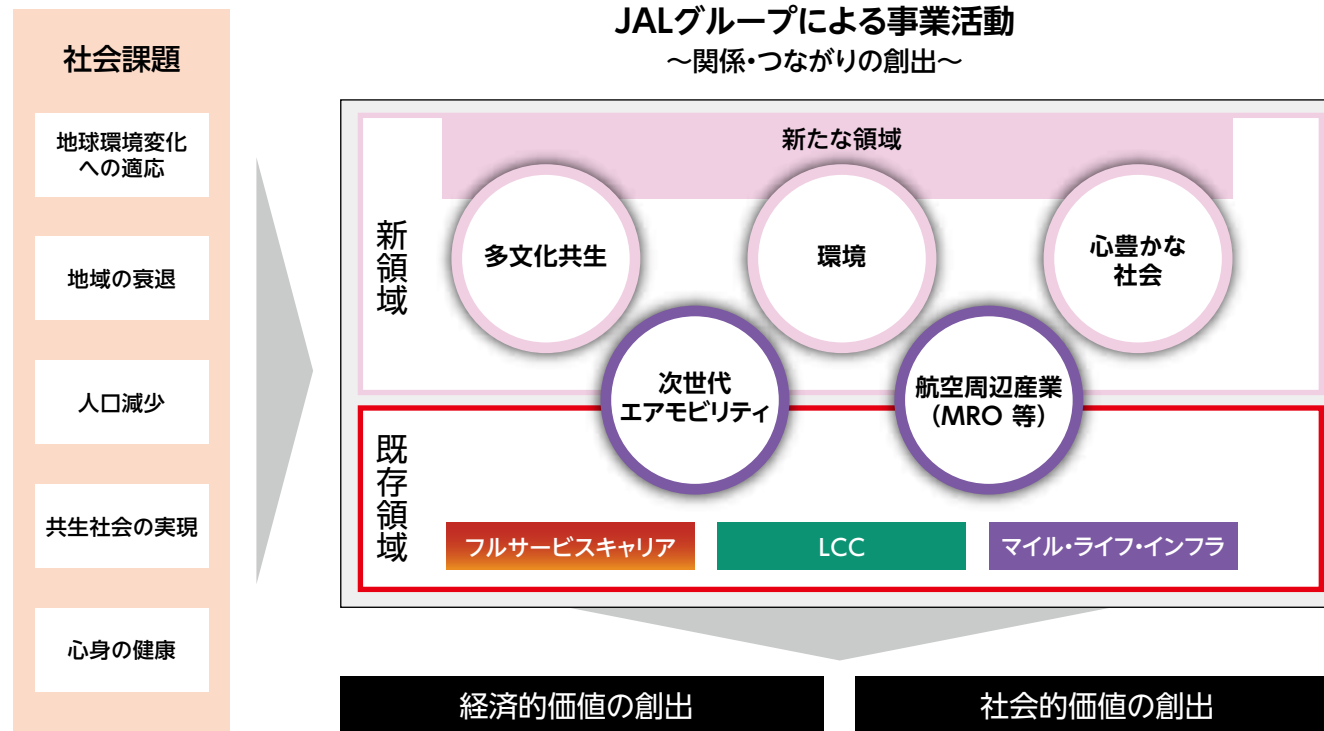 社会課題
地球環境変化
への適応
地域の衰退
人口減少
共生社会の実現
心身の健康
JALグループによる事業活動
～関係・つながりの創出～
新領域
新たな領域
多文化共生
環境
心豊かな
社会
次世代
エアモビリティ
航空周辺産業
（MRO 等）
既存領域
フルサービスキャリア
LCC
マイル・ライフ・インフラ
経済的価値の創出
社会的価値の創出